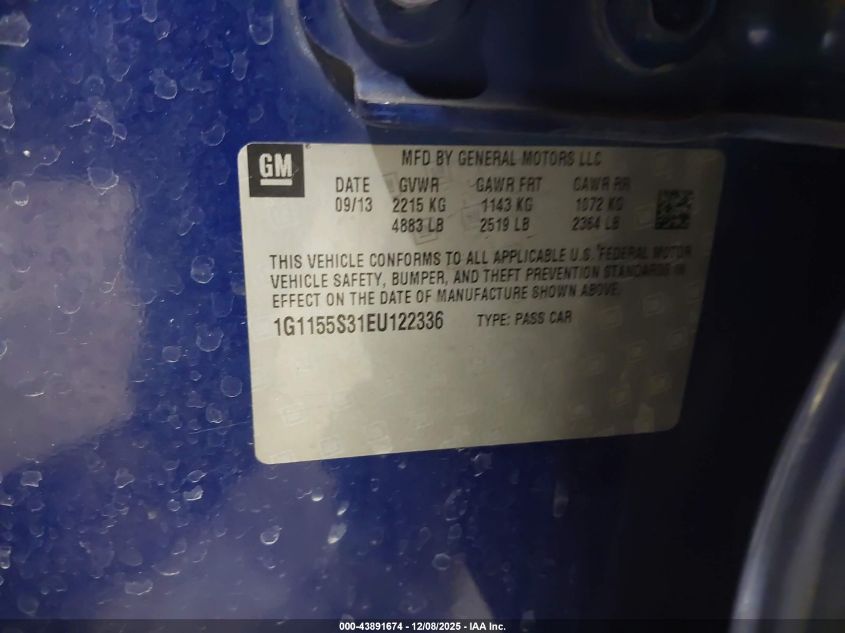 GM
MFD BY GENERAL MOTORS LLC
DATE GVWR GAWR FRT GAWR RR
09/13 2215 KG 1143 KG 1072 KG
4883 LB 2519 LB 2364 LB
THIS VEHICLE CONFORMS TO ALL APPLICABLE U.S. FEDERAL MOTOR
VEHICLE SAFETY, BUMPER, AND THEFT PREVENTION STANDARDS IN
EFFECT ON THE DATE OF MANUFACTURE SHOWN ABOVE.
1G1155S31EU122336 TYPE: PASS CAR
000-43891674 - 12/08/2025 - IAA Inc.